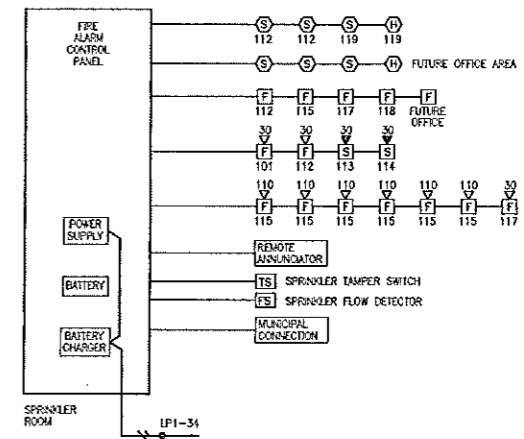 FIRE
ALARM
CONTROL
PANEL
S S S H
112 112 119 119
S S S H FUTURE OFFICE AREA
F F F F F
112 115 117 118 FUTURE
OFFICE
30 30 30 30
F F S S
101 112 113 114
110 110 110 110 110 110 30
F F F F F F F
115 115 115 115 115 115 117
POWER
SUPPLY
REMOTE
ANNUNCIATOR
BATTERY
TS SPRINKLER TAMPER SWITCH
FS SPRINKLER FLOW DETECTOR
BATTERY
CHARGER
MUNICIPAL
CONNECTION
SPRINKLER
ROOM
LP1-34